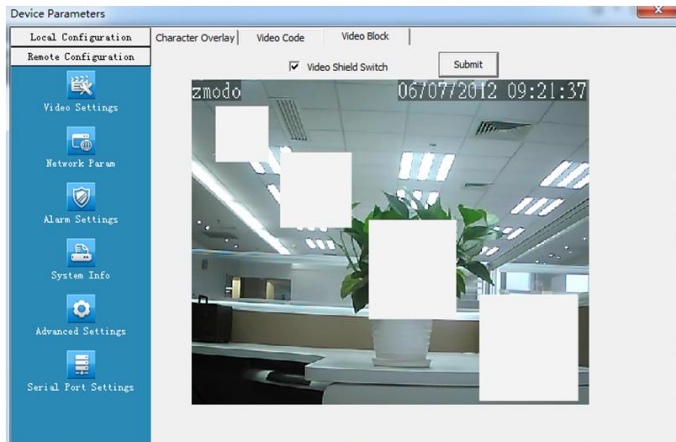 Device Parameters
Local Configuration
Remote Configuration
Video Settings
Network Param
Alarm Settings
System Info
Advanced Settings
Serial Port Settings
Character Overlay Video Code Video Block
Video Shield Switch Submit
zmodo 06/07/2012 09:21:37